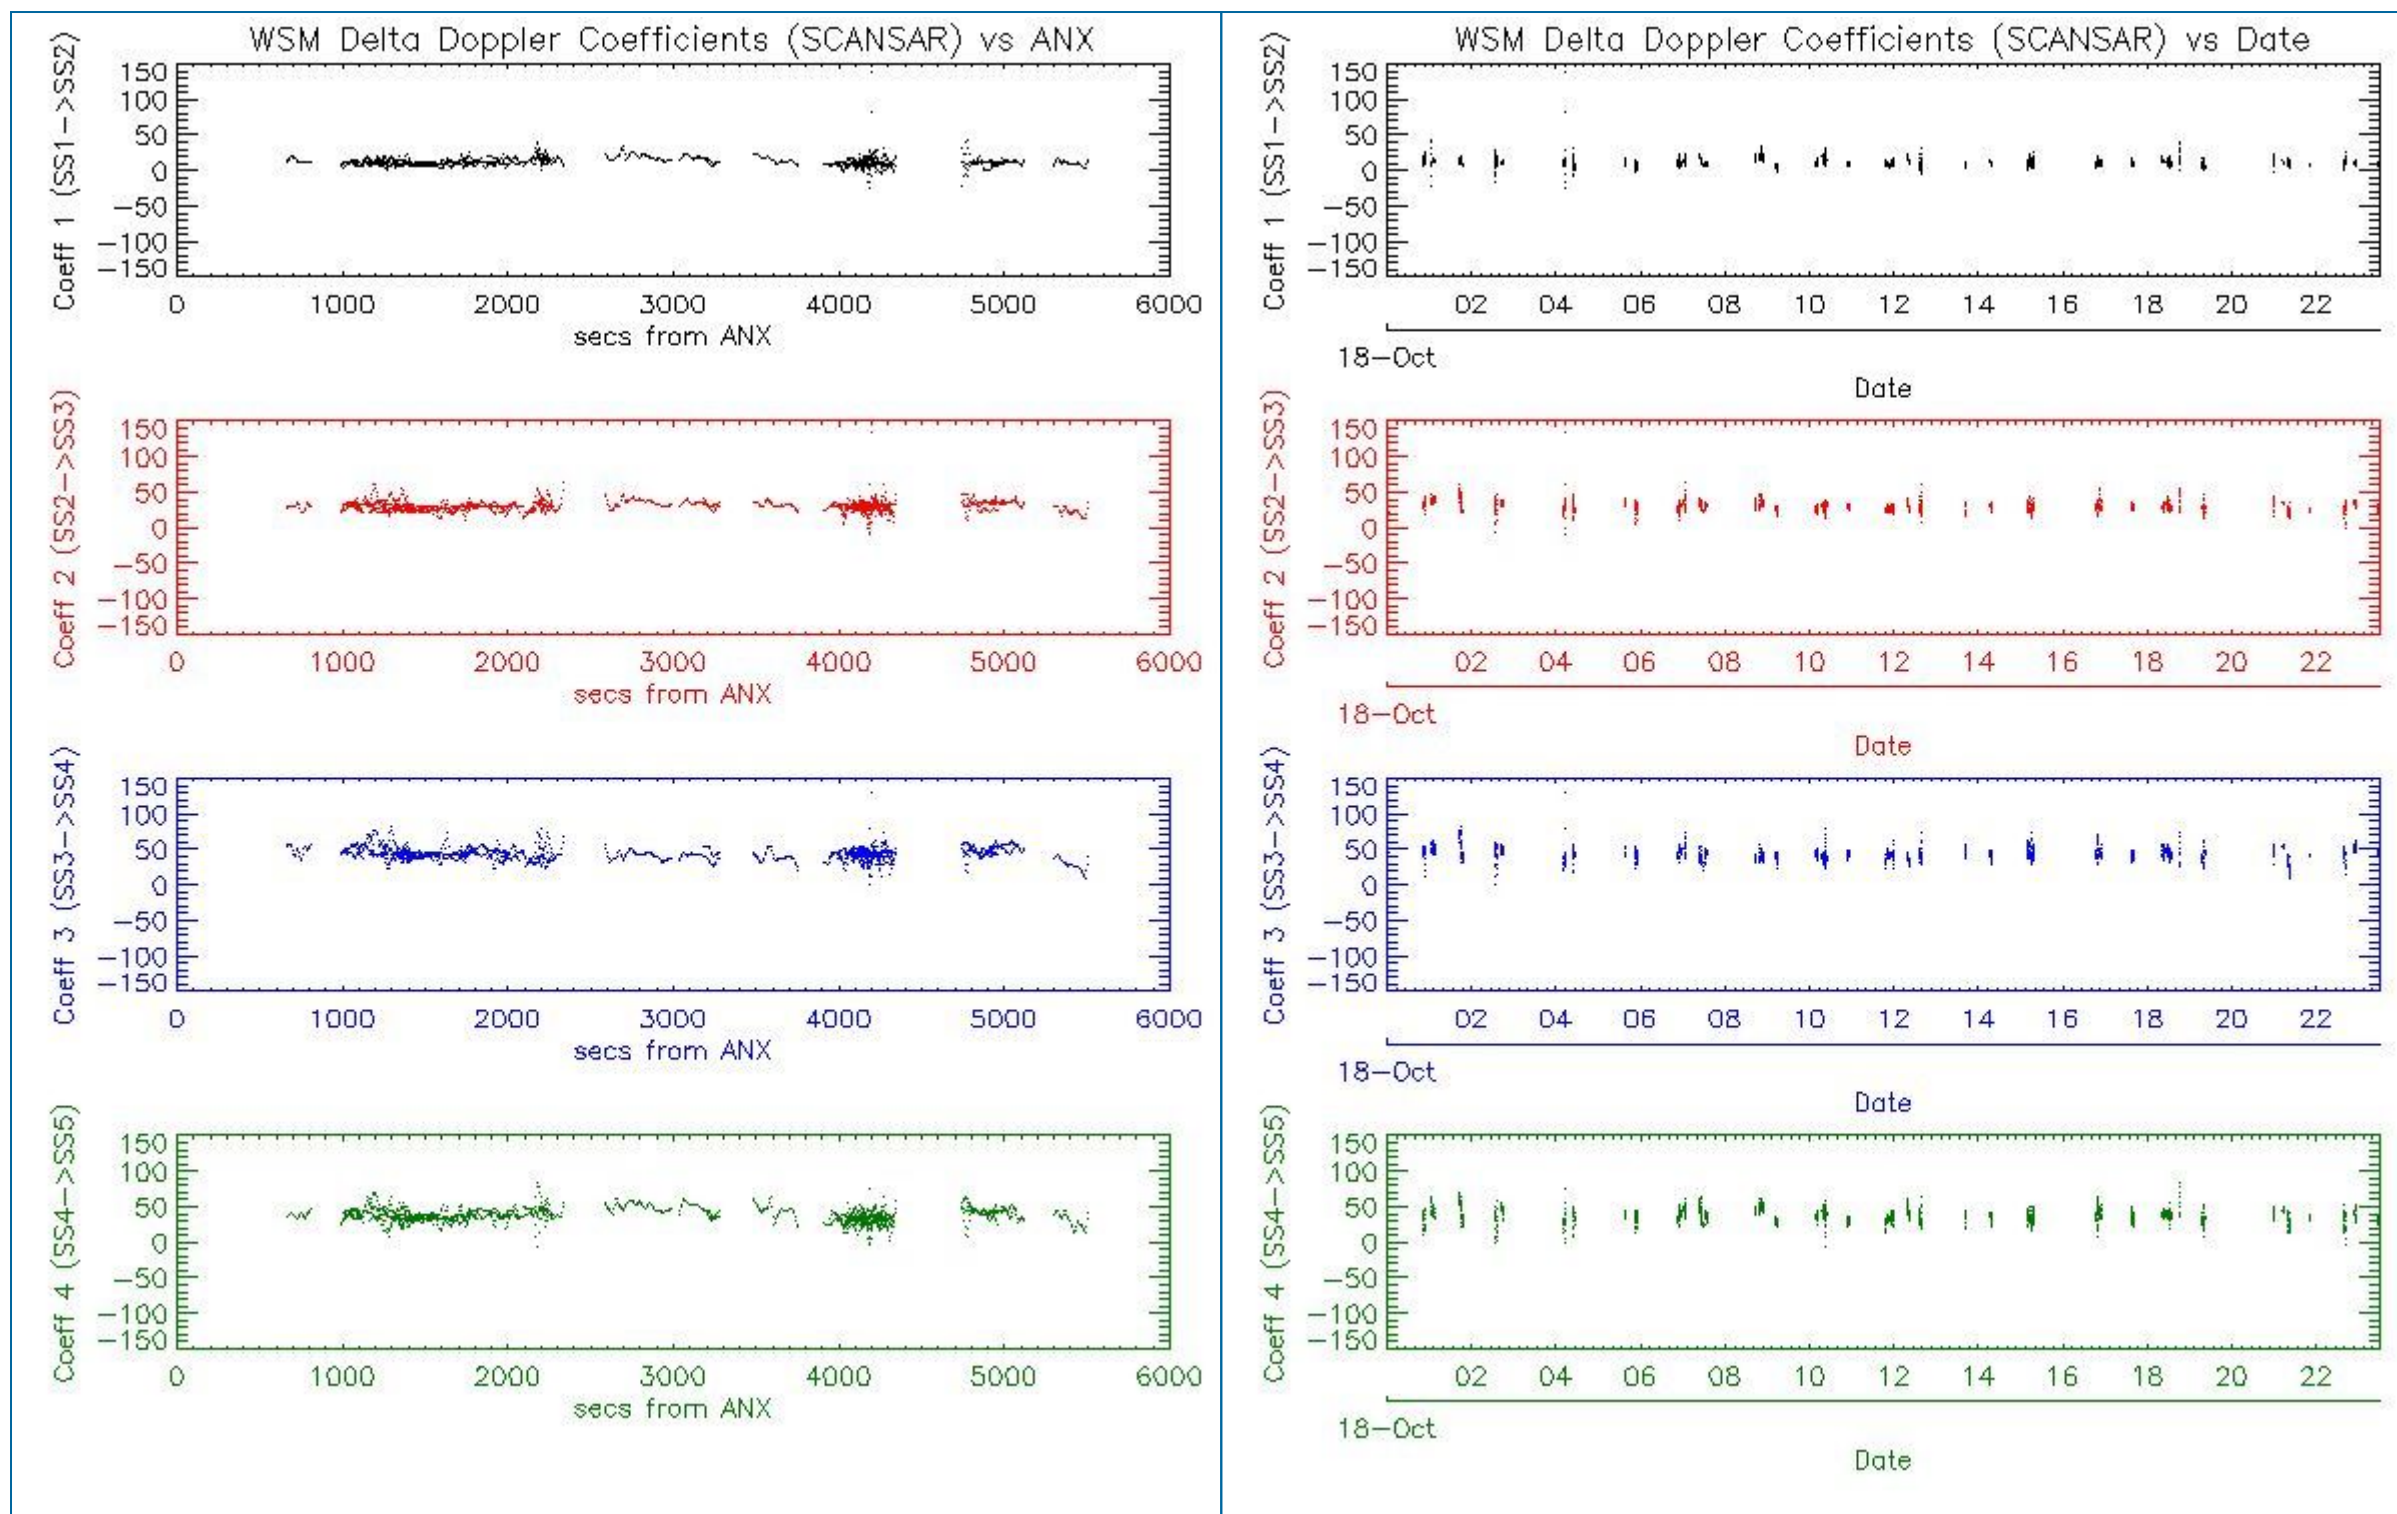 WSM Delta Doppler Coefficients (SCANSAR) vs ANX
Coeff 1 (SS1->SS2)
150
100
50
0
-50
-100
-150
0 1000 2000 3000 4000 5000 6000
secs from ANX
Coeff 2 (SS2->SS3)
150
100
50
0
-50
-100
-150
0 1000 2000 3000 4000 5000 6000
secs from ANX
Coeff 3 (SS3->SS4)
150
100
50
0
-50
-100
-150
0 1000 2000 3000 4000 5000 6000
secs from ANX
Coeff 4 (SS4->SS5)
150
100
50
0
-50
-100
-150
0 1000 2000 3000 4000 5000 6000
secs from ANX
WSM Delta Doppler Coefficients (SCANSAR) vs Date
Coeff 1 (SS1->SS2)
150
100
50
0
-50
-100
-150
02 04 06 08 10 12 14 16 18 20 22
18-Oct
Date
Coeff 2 (SS2->SS3)
150
100
50
0
-50
-100
-150
02 04 06 08 10 12 14 16 18 20 22
18-Oct
Date
Coeff 3 (SS3->SS4)
150
100
50
0
-50
-100
-150
02 04 06 08 10 12 14 16 18 20 22
18-Oct
Date
Coeff 4 (SS4->SS5)
150
100
50
0
-50
-100
-150
02 04 06 08 10 12 14 16 18 20 22
18-Oct
Date